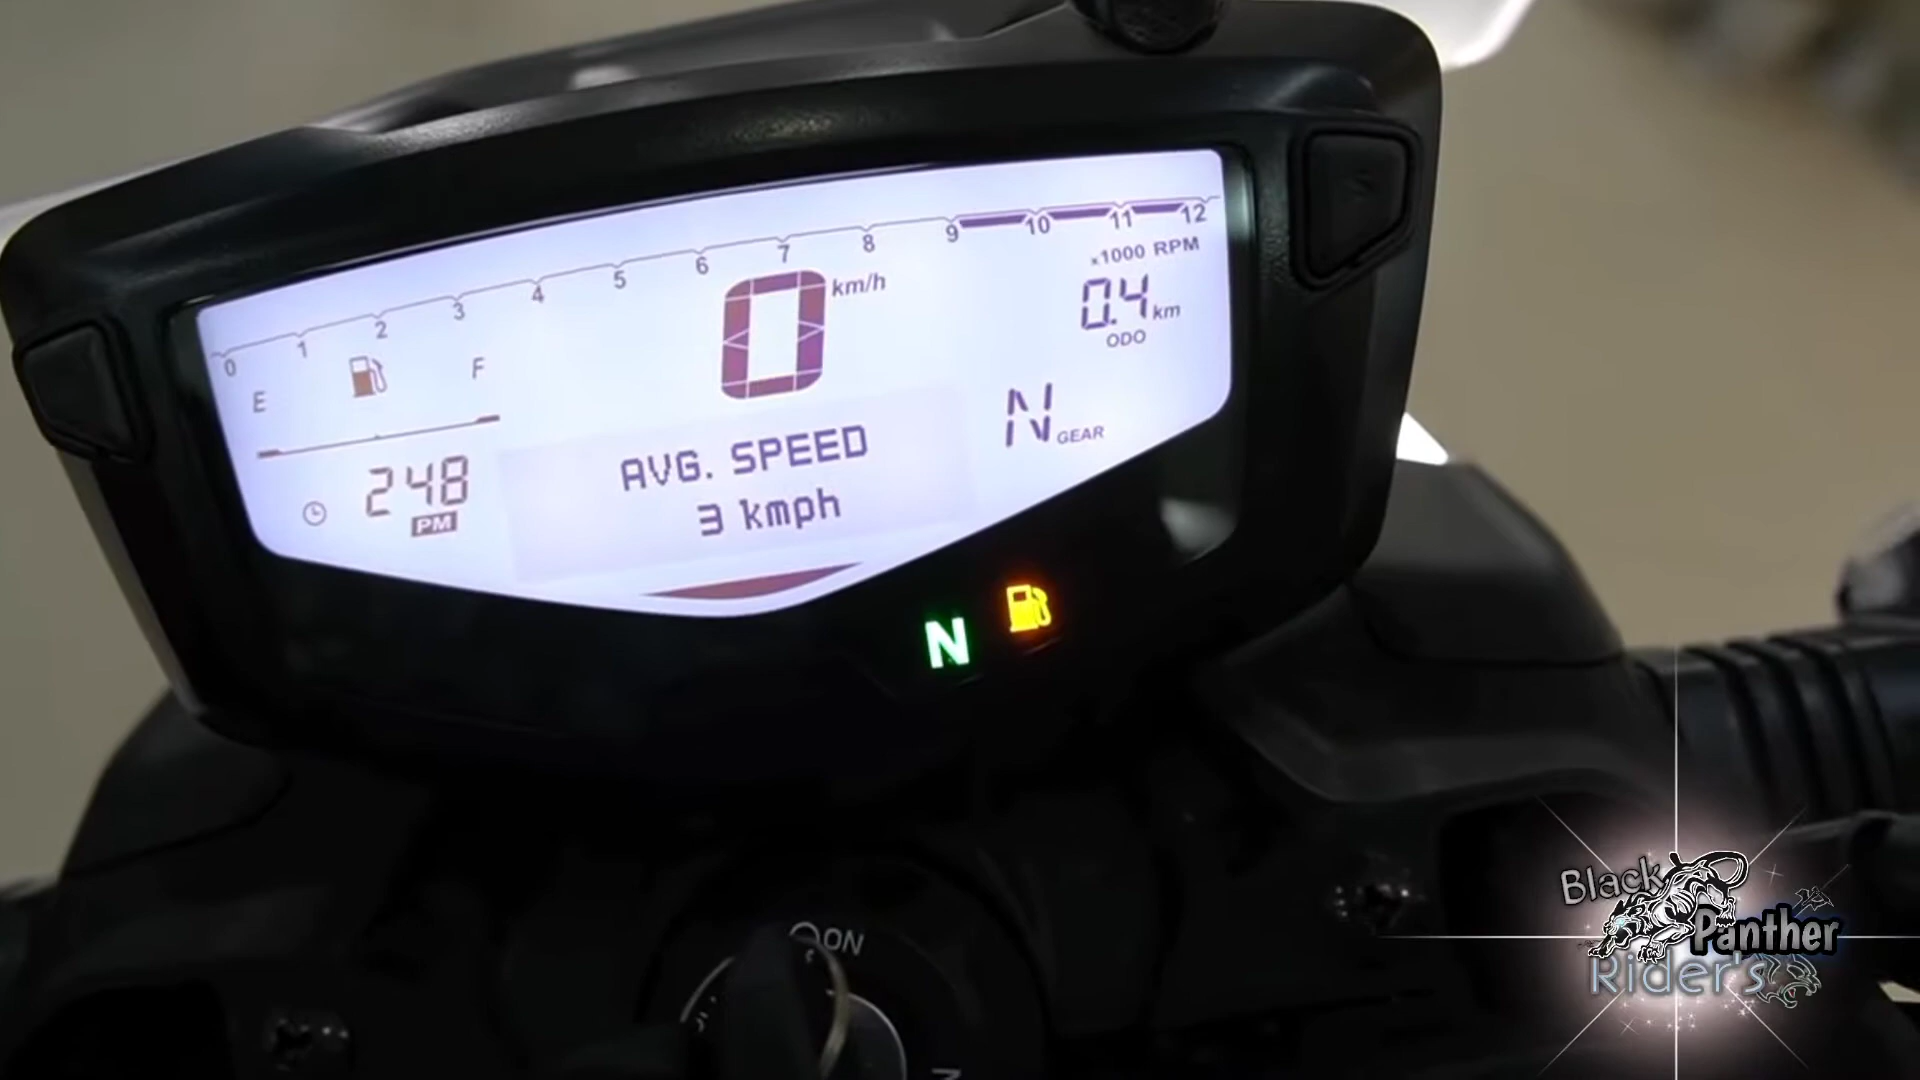 0 1 2 3 4 5 6 7 8 9 10 11 12
x1000 RPM
0 km/h
0.4 km
ODO
E F
N GEAR
248
PM
AVG. SPEED
3 kmph
N
ON
Black
Panther
Rider's